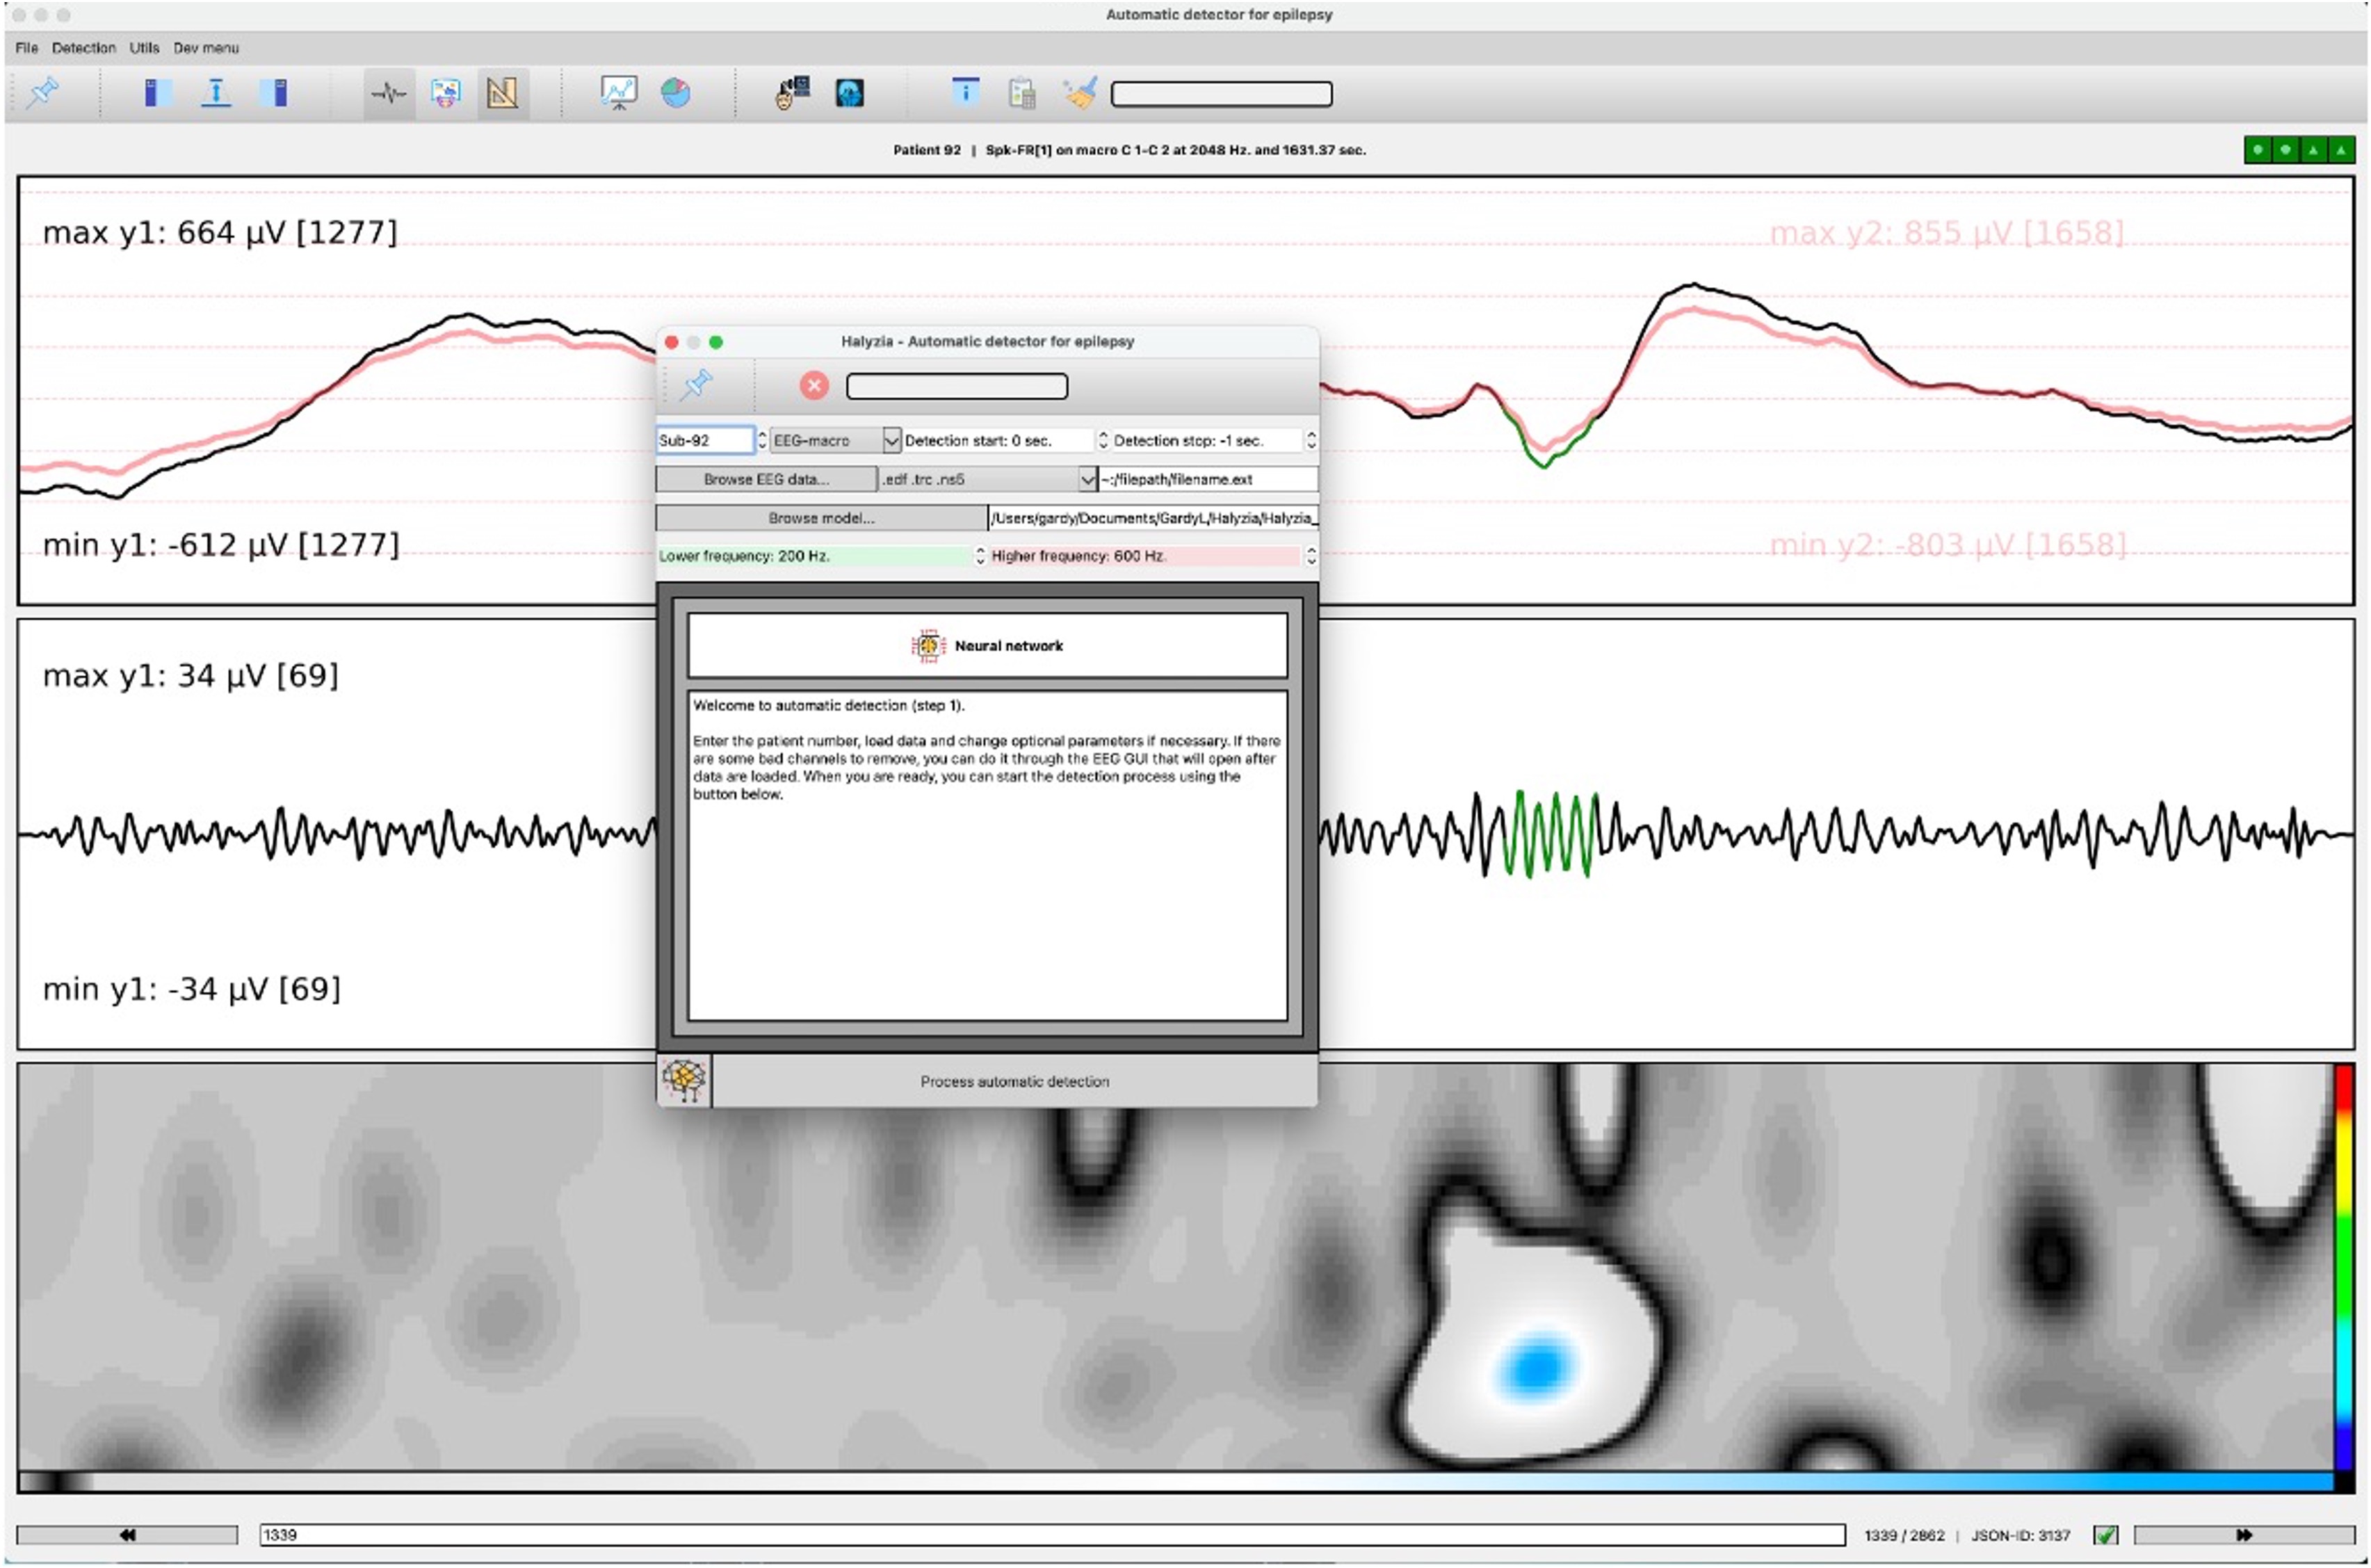 Automatic detector for epilepsy
File Detection Utils Dev menu
Patient 92 | Spk-FR[1] on macro C 1-C 2 at 2048 Hz. and 1631.37 sec.
max y1: 664 µV [1277]
max y2: 855 µV [1658]
min y1: -612 µV [1277]
min y2: -803 µV [1658]
Halyzia - Automatic detector for epilepsy
Sub-92 EEG-macro Detection start: 0 sec. Detection stop: -1 sec.
Browse EEG data... .edf .trc .ns5 ~:/filepath/filename.ext
Browse model... /Users/gardy/Documents/GardyL/Halyzia/Halyzia_
Lower frequency: 200 Hz. Higher frequency: 600 Hz.
Neural network
Welcome to automatic detection (step 1).
Enter the patient number, load data and change optional parameters if necessary. If there
are some bad channels to remove, you can do it through the EEG GUI that will open after
data are loaded. When you are ready, you can start the detection process using the
button below.
Process automatic detection
max y1: 34 µV [69]
min y1: -34 µV [69]
1339
1339 / 2862 | JSON-ID: 3137